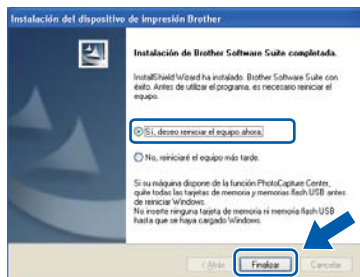 Instalación del dispositivo de impresión Brother
Instalación de Brother Software Suite completada.
InstallShield Wizard ha instalado. Brother Software Suite con
éxito. Antes de utilizar el programa, es necesario reiniciar el
equipo.
Sí, deseo reiniciar el equipo ahora.
No, reiniciaré el equipo más tarde.
Si su máquina dispone de la función PhotoCapture Center,
quite todas las tarjetas de memoria y memorias flash USB antes
de reiniciar Windows.
No inserte ninguna tarjeta de memoria ni memoria flash USB
hasta que se haya cargado Windows.
< Atrás Finalizar Cancelar